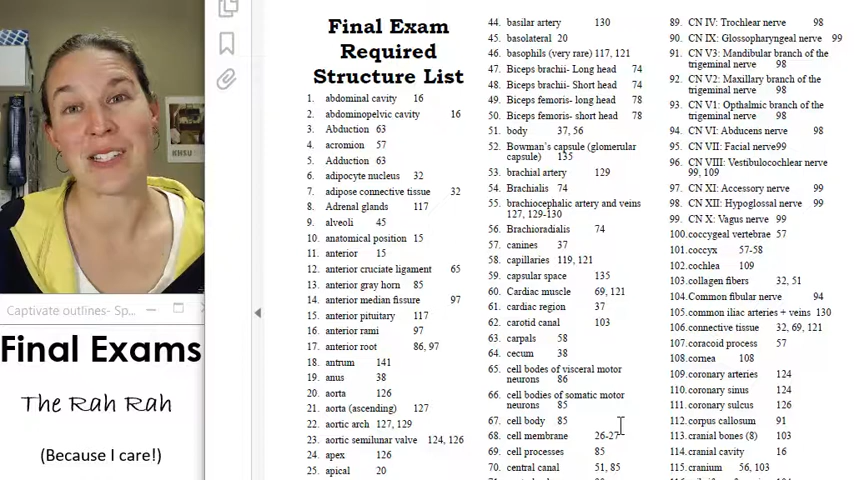 KHSU
Captivate outlines- Sp...
Final Exams
The Rah Rah
(Because I care!)
Final Exam
Required
Structure List
1. abdominal cavity 16
2. abdominopelvic cavity 16
3. Abduction 63
4. acromion 57
5. Adduction 63
6. adipocyte nucleus 32
7. adipose connective tissue 32
8. Adrenal glands 117
9. alveoli 45
10. anatomical position 15
11. anterior 15
12. anterior cruciate ligament 65
13. anterior gray horn 85
14. anterior median fissure 97
15. anterior pituitary 117
16. anterior rami 97
17. anterior root 86, 97
18. antrum 141
19. anus 38
20. aorta 126
21. aorta (ascending) 127
22. aortic arch 127, 129
23. aortic semilunar valve 124, 126
24. apex 126
25. apical 20
44. basilar artery 130
45. basolateral 20
46. basophils (very rare) 117, 121
47. Biceps brachii- Long head 74
48. Biceps brachii- Short head 74
49. Biceps femoris- long head 78
50. Biceps femoris- short head 78
51. body 37, 56
52. Bowman's capsule (glomerular
capsule) 135
53. brachial artery 129
54. Brachialis 74
55. brachiocephalic artery and veins
127, 129-130
56. Brachioradialis 74
57. canines 37
58. capillaries 119, 121
59. capsular space 135
60. Cardiac muscle 69, 121
61. cardiac region 37
62. carotid canal 103
63. carpals 58
64. cecum 38
65. cell bodes of visceral motor
neurons 86
66. cell bodies of somatic motor
neurons 85
67. cell body 85
68. cell membrane 26-27
69. cell processes 85
70. central canal 51, 85
89. CN IV: Trochlear nerve 98
90. CN IX: Glossopharyngeal nerve 99
91. CN V3: Mandibular branch of the
trigeminal nerve 98
92. CN V2: Maxillary branch of the
trigeminal nerve 98
93. CN V1: Opthalmic branch of the
trigeminal nerve 98
94. CN VI: Abducens nerve 98
95. CN VII: Facial nerve99
96. CN VIII: Vestibulocochlear nerve
99, 109
97. CN XI: Accessory nerve 99
98. CN XII: Hypoglossal nerve 99
99. CN X: Vagus nerve 99
100. coccygeal vertebrae 57
101. coccyx 57-58
102. cochlea 109
103. collagen fibers 32, 51
104. Common fibular nerve 94
105. common iliac arteries + veins 130
106. connective tissue 32, 69, 121
107. coracoid process 57
108. cornea 108
109. coronary arteries 124
110. coronary sinus 124
111. coronary sulcus 126
112. corpus callosum 91
113. cranial bones (8) 103
114. cranial cavity 16
115. cranium 56, 103